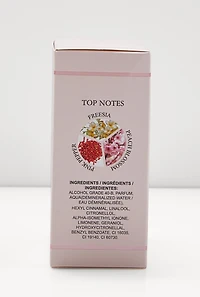 TOP NOTES
FREESIA
PINK PEPPER
PEACH BLOSSOM
INGREDIENTS / INGRÉDIENTS /
INGREDIENTES:
ALCOHOL GRADE 40-B, PARFUM,
AQUA/DEMINERALIZED WATER /
EAU DÉMINÉRALISÉE),
HEXYL CINNAMAL, LINALOOL,
CITRONELLOL,
ALPHA-ISOMETHYL IONONE,
LIMONENE, GERANIOL,
HYDROXYCITRONELLAL,
BENZYL BENZOATE, CI 16035,
CI 19140, CI 60730.